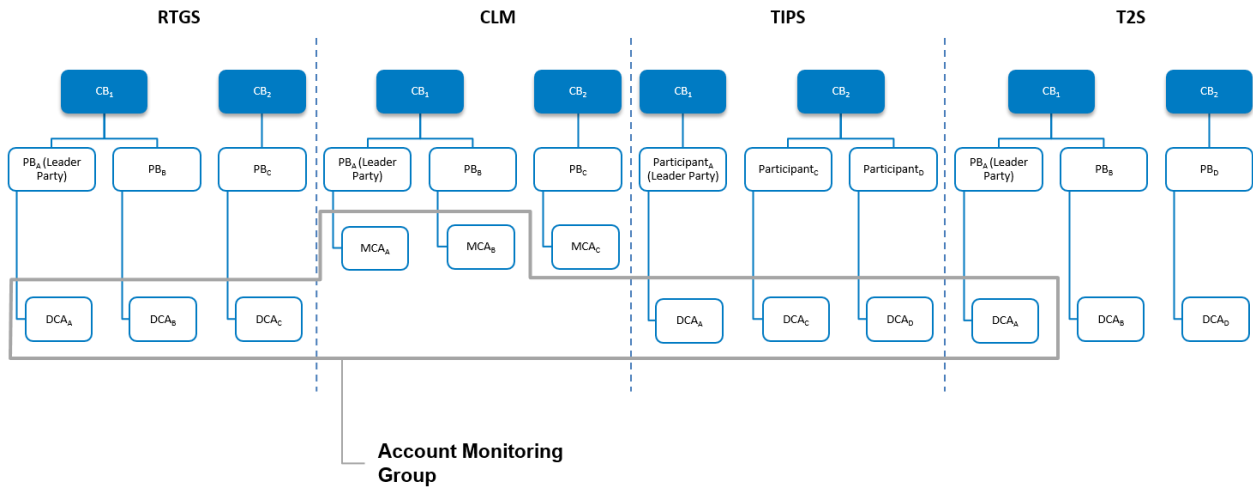 RTGS CLM TIPS T2S
CB1 CB2 CB1 CB2 CB1 CB2 CB1 CB2
PBA (Leader
Party)
PBB
PBC
PBA (Leader
Party)
PBB
PBC
ParticipantA
(Leader Party)
ParticipantC
ParticipantD
PBA (Leader
Party)
PBB
PBD
MCAA MCAB MCAC
DCAA DCAB DCAC DCAA DCAC DCAD DCAA DCAB DCAD
Account Monitoring
Group